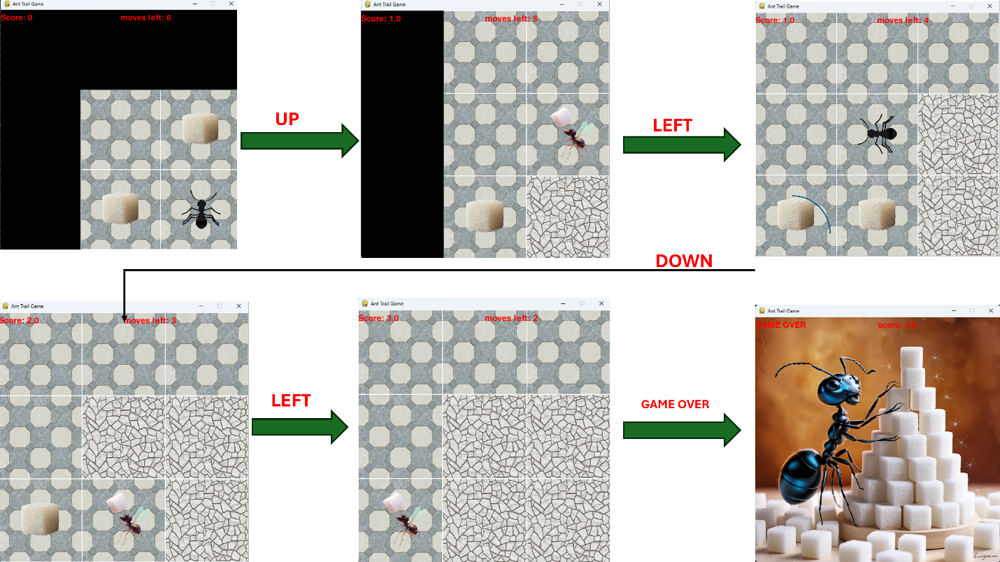 Ant Trail Game
Score: 0 moves left: 6
UP
Ant Trail Game
Score: 1.0 moves left: 5
LEFT
Ant Trail Game
Score: 1.0 moves left: 4
DOWN
Ant Trail Game
Score: 2.0 moves left: 3
LEFT
Ant Trail Game
Score: 3.0 moves left: 2
GAME OVER
Ant Trail Game
GAME OVER score: 3.0